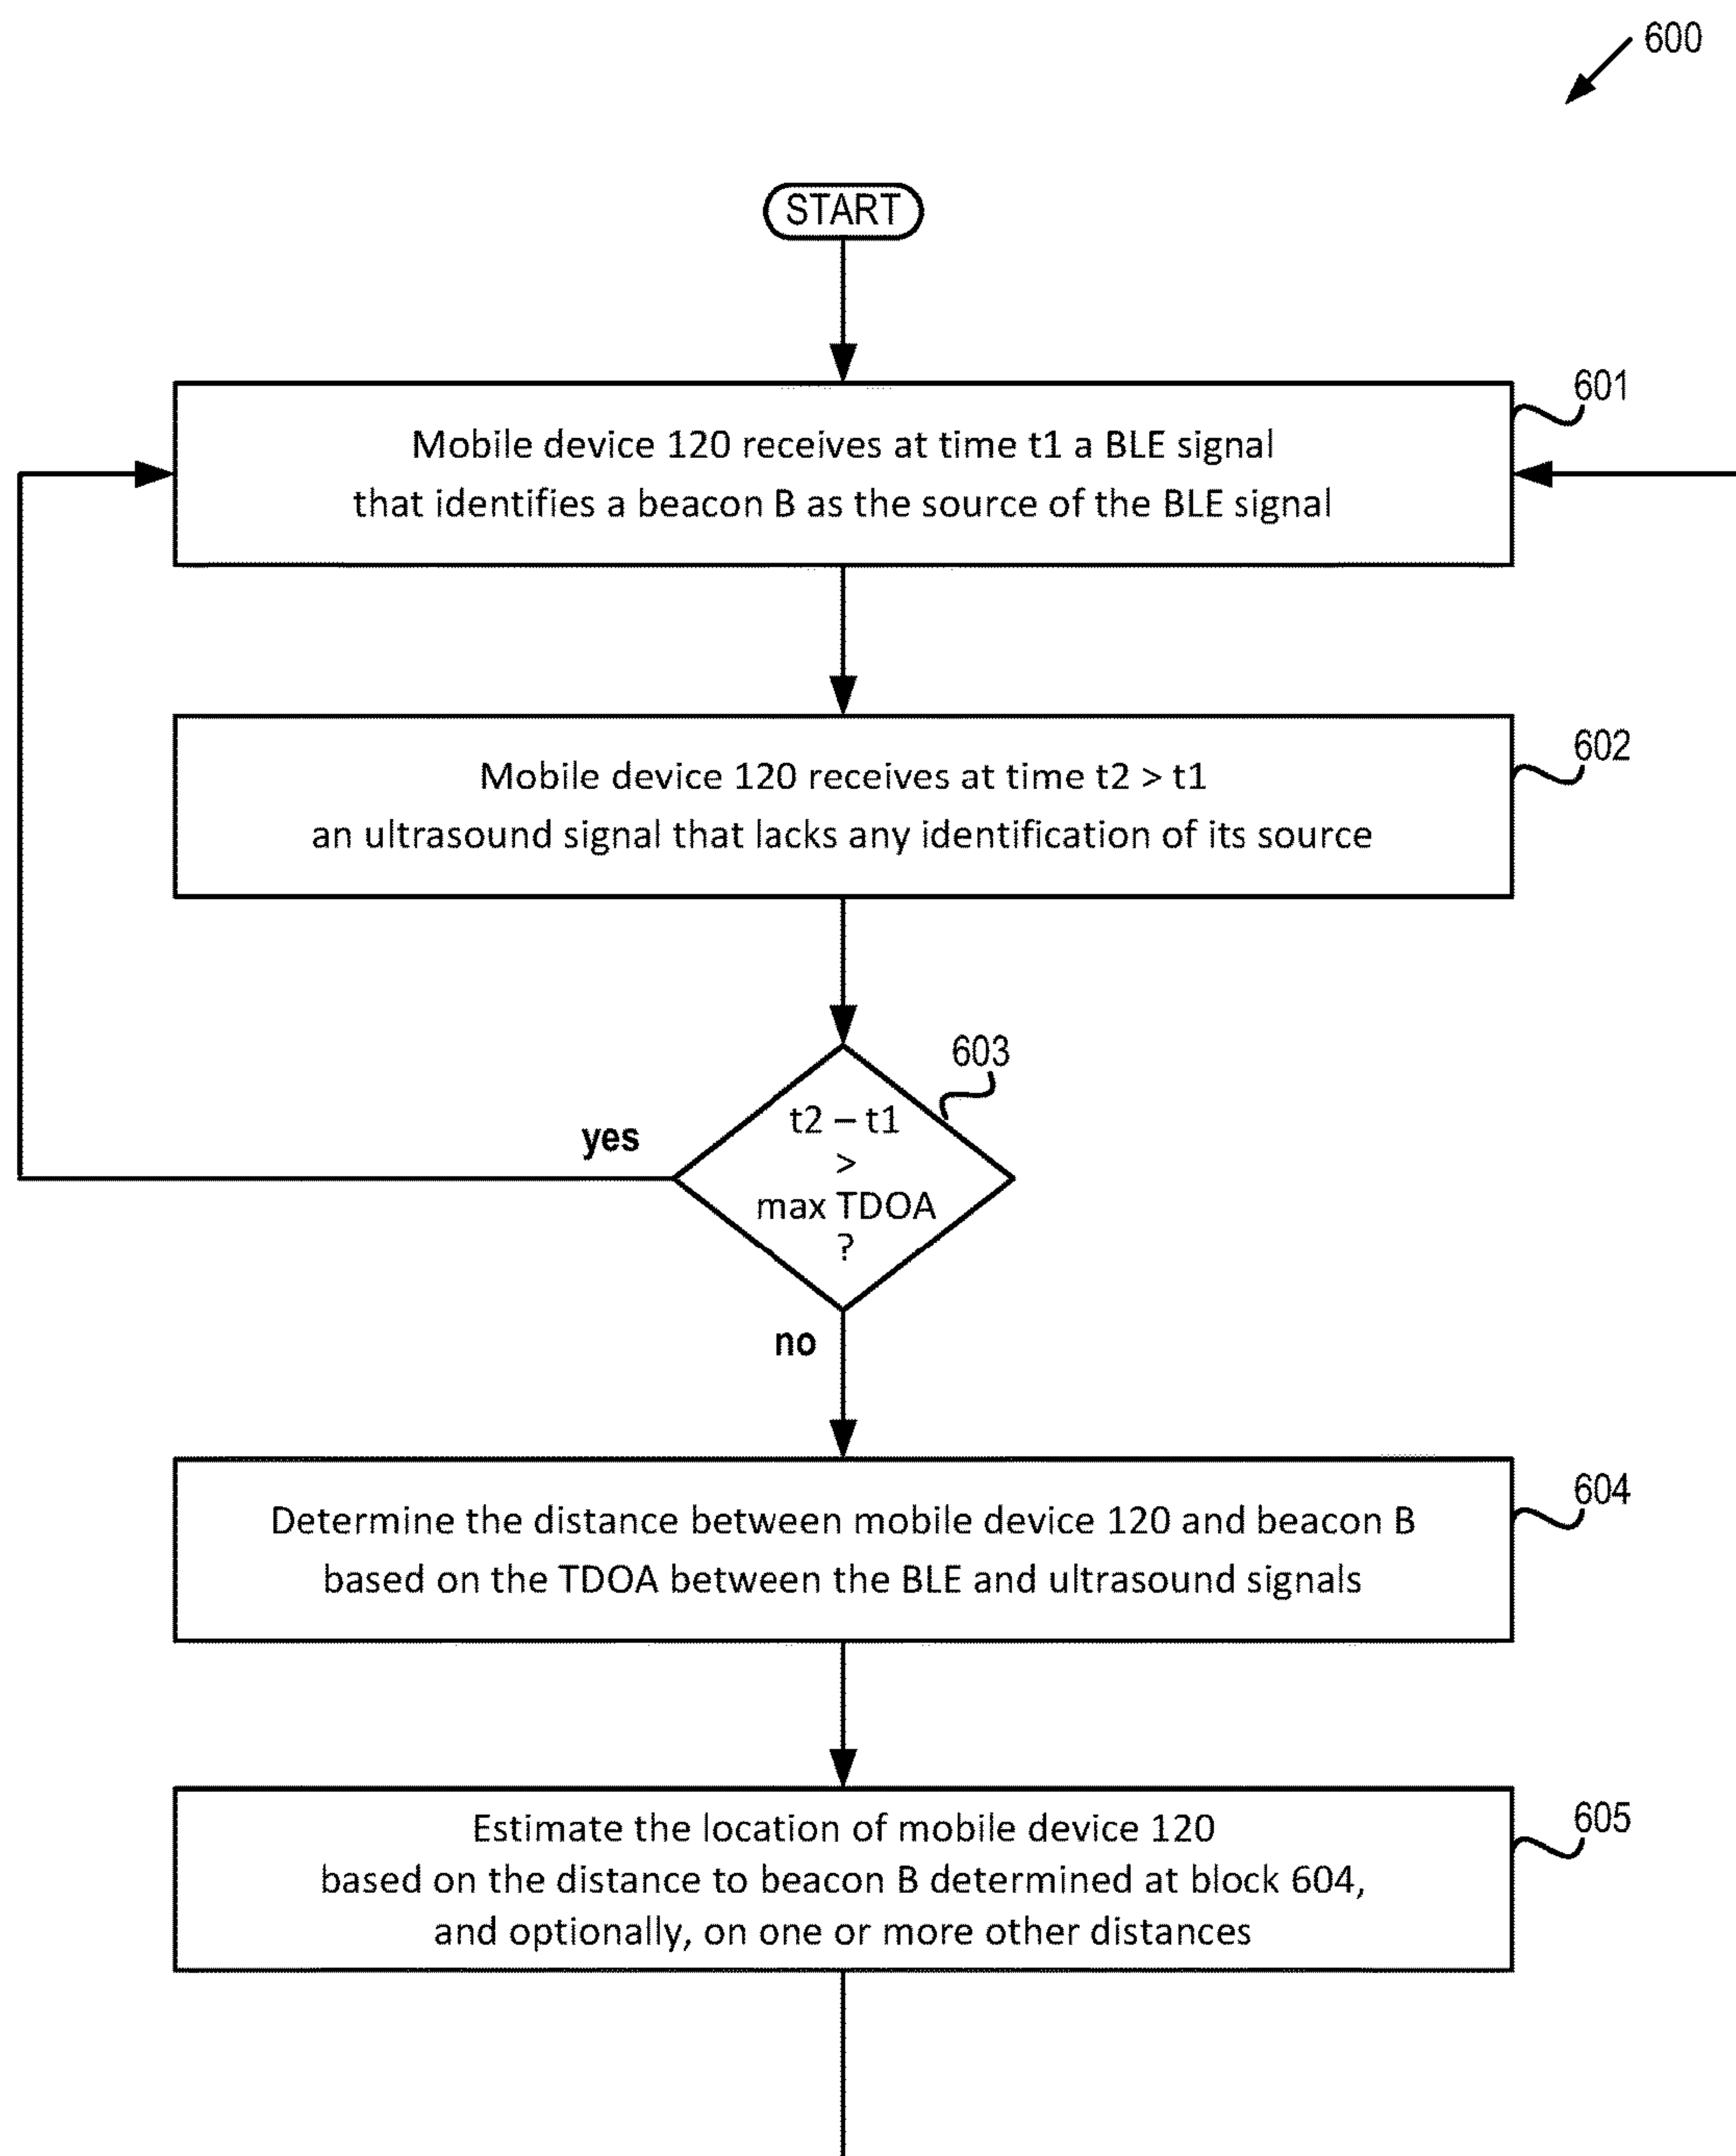 600
START
601
Mobile device 120 receives at time t1 a BLE signal
that identifies a beacon B as the source of the BLE signal
602
Mobile device 120 receives at time t2 > t1
an ultrasound signal that lacks any identification of its source
603
t2 – t1
>
max TDOA
?
yes
no
604
Determine the distance between mobile device 120 and beacon B
based on the TDOA between the BLE and ultrasound signals
605
Estimate the location of mobile device 120
based on the distance to beacon B determined at block 604,
and optionally, on one or more other distances